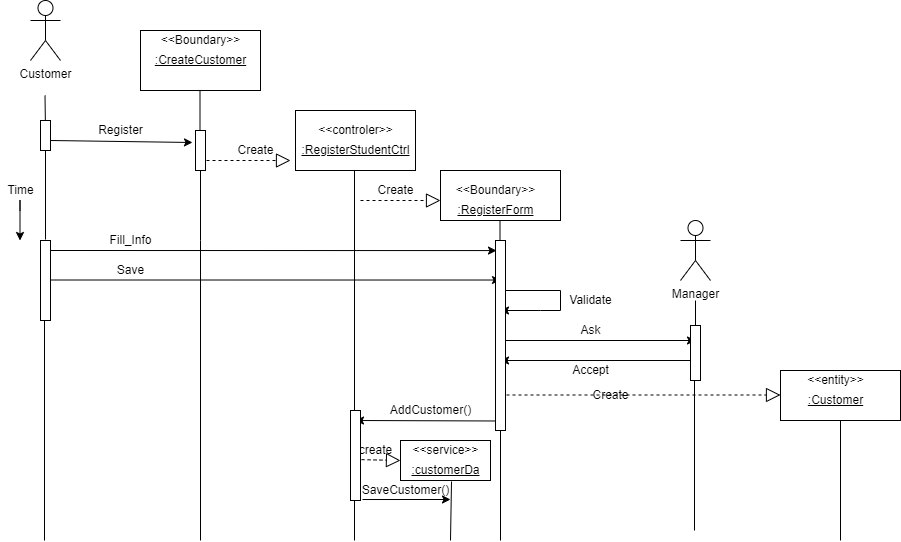 Customer
<<Boundary>>
:CreateCustomer
Register
Create
<<controler>>
:RegisterStudentCtrl
Time
Create
<<Boundary>>
:RegisterForm
Fill_Info
Save
Validate
Manager
Ask
Accept
Create
<<entity>>
:Customer
AddCustomer()
create
<<service>>
:customerDa
SaveCustomer()